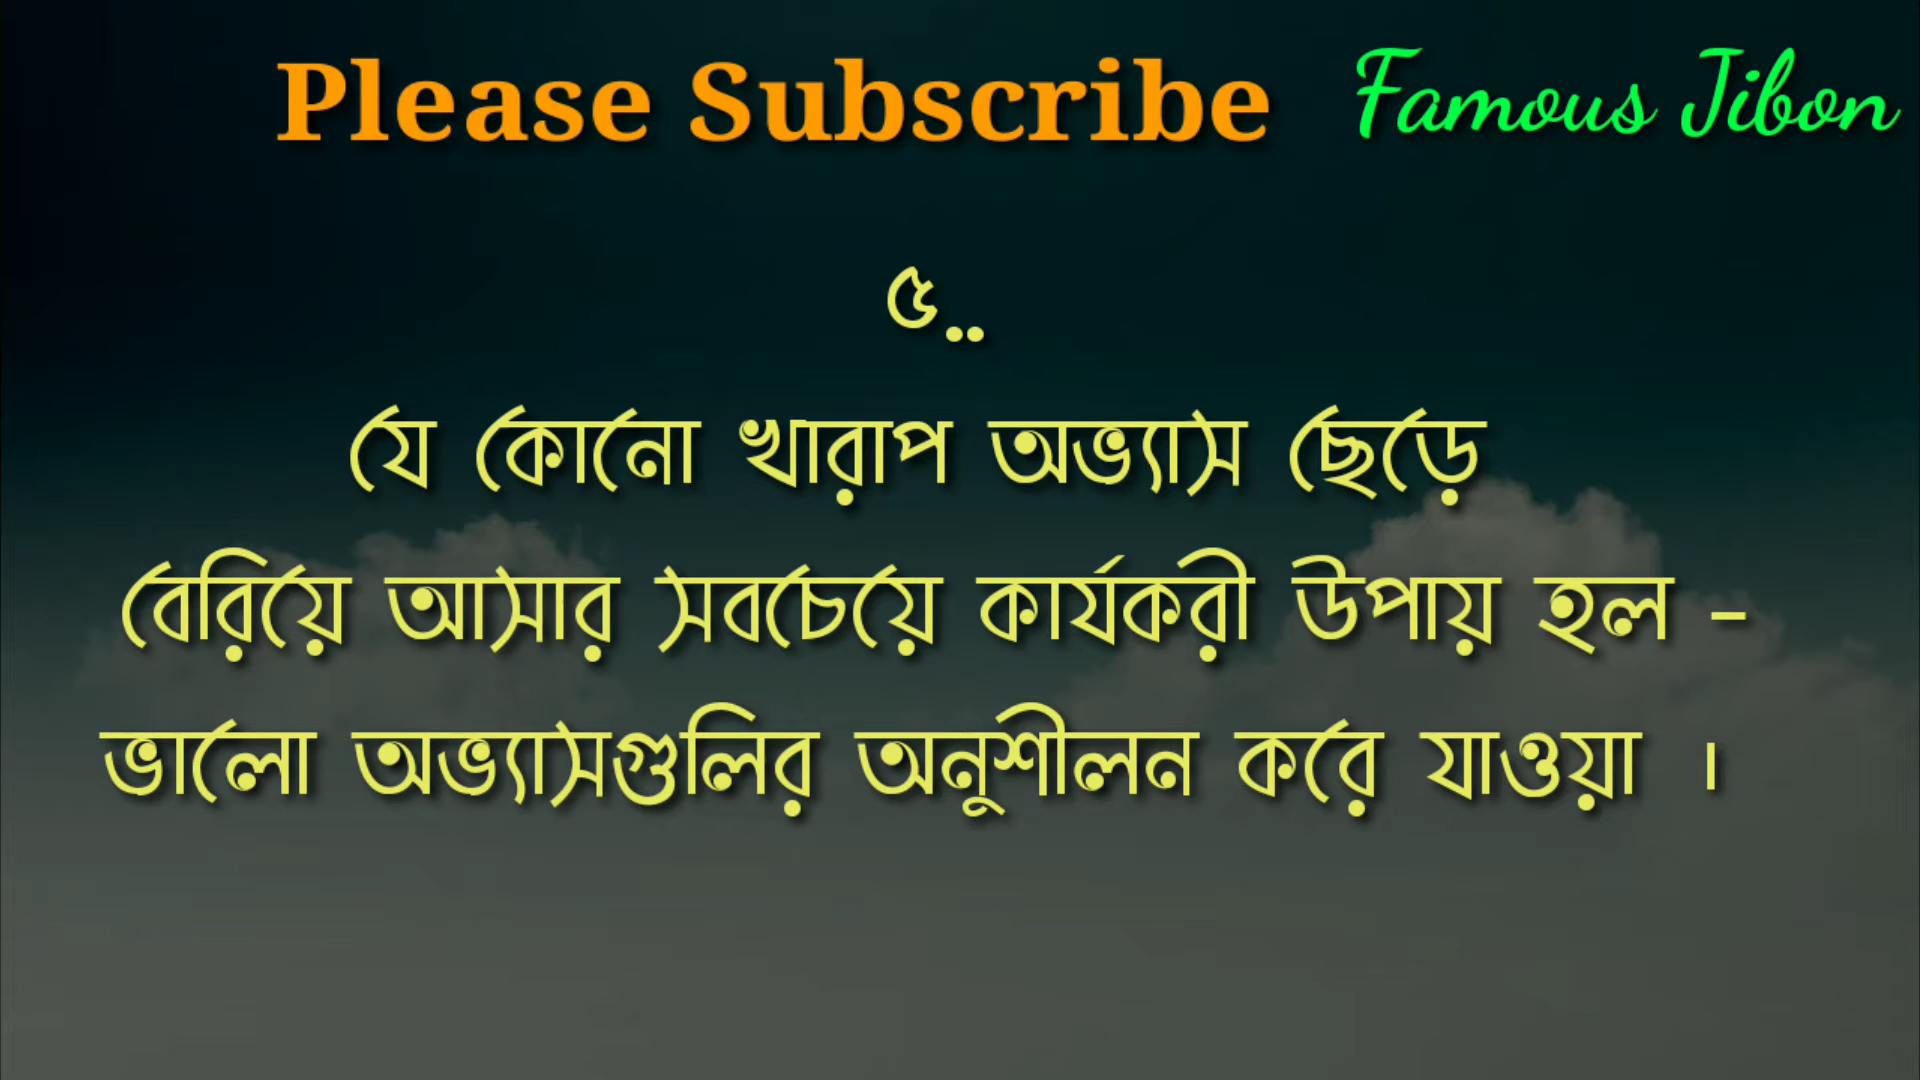 Please Subscribe Famous Jibon
৫..
যে কোনো খারাপ অভ্যাস ছেড়ে
বেরিয়ে আসার সবচেয়ে কার্যকরী উপায় হল -
ভালো অভ্যাসগুলির অনুশীলন করে যাওয়া ।